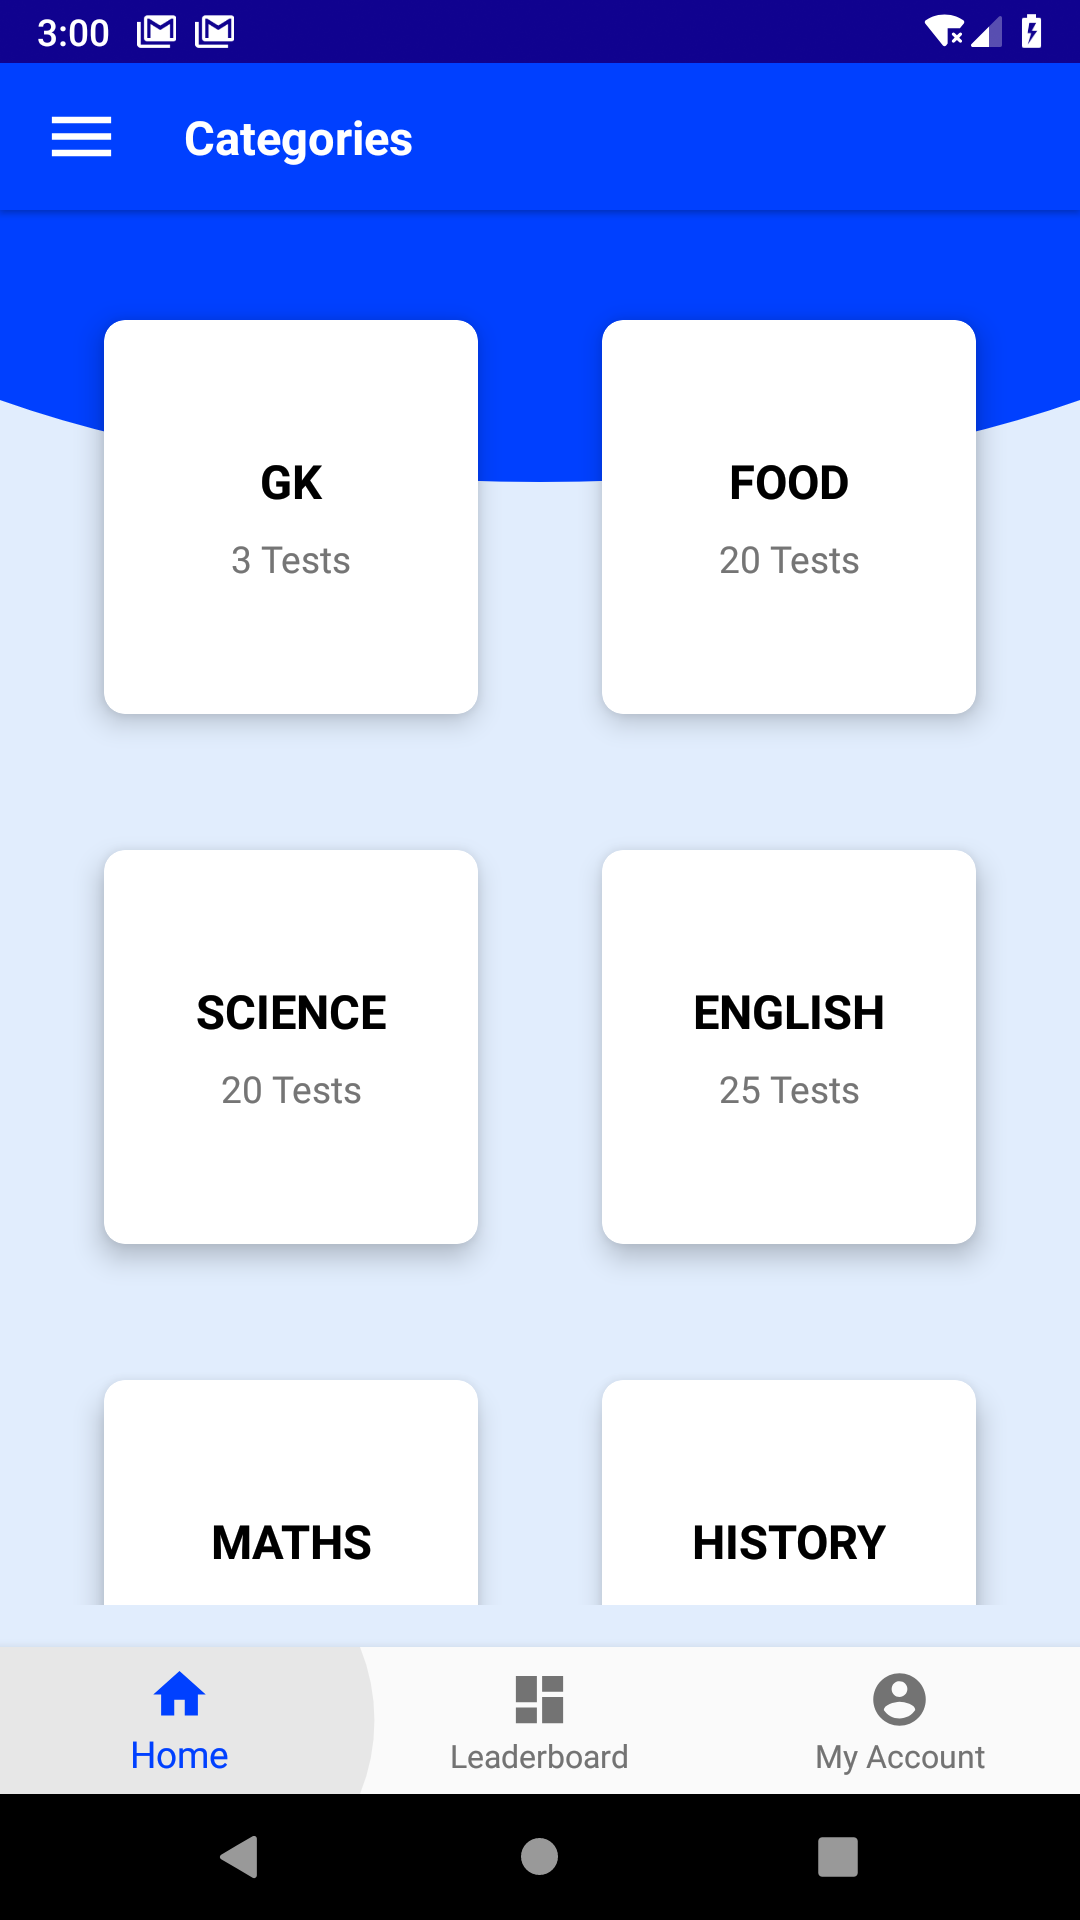 3:00
Categories
GK
3 Tests
FOOD
20 Tests
SCIENCE
20 Tests
ENGLISH
25 Tests
MATHS
HISTORY
Home
Leaderboard
My Account